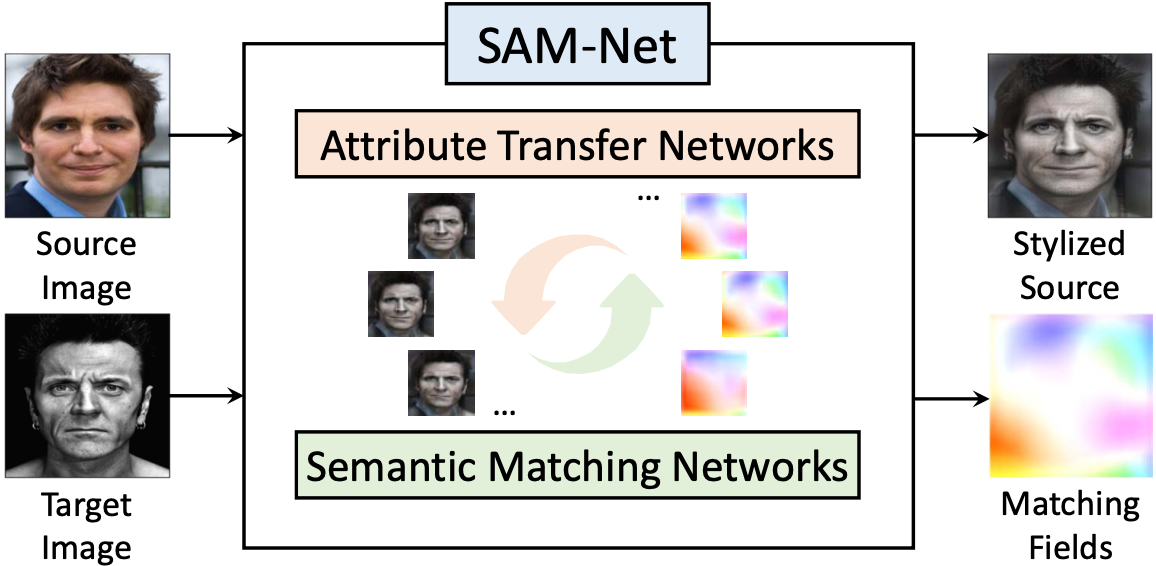 SAM-Net
Attribute Transfer Networks
...
...
Semantic Matching Networks
Source
Image
Target
Image
Stylized
Source
Matching
Fields